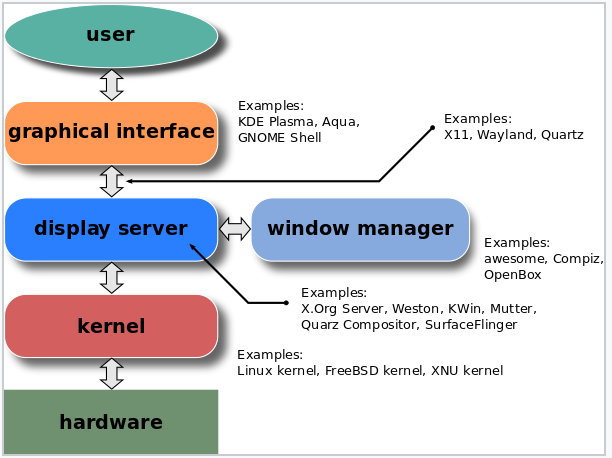 user
graphical interface
Examples:
KDE Plasma, Aqua,
GNOME Shell
Examples:
X11, Wayland, Quartz
display server
window manager
Examples:
awesome, Compiz,
OpenBox
Examples:
X.Org Server, Weston, KWin, Mutter,
Quarz Compositor, SurfaceFlinger
kernel
Examples:
Linux kernel, FreeBSD kernel, XNU kernel
hardware